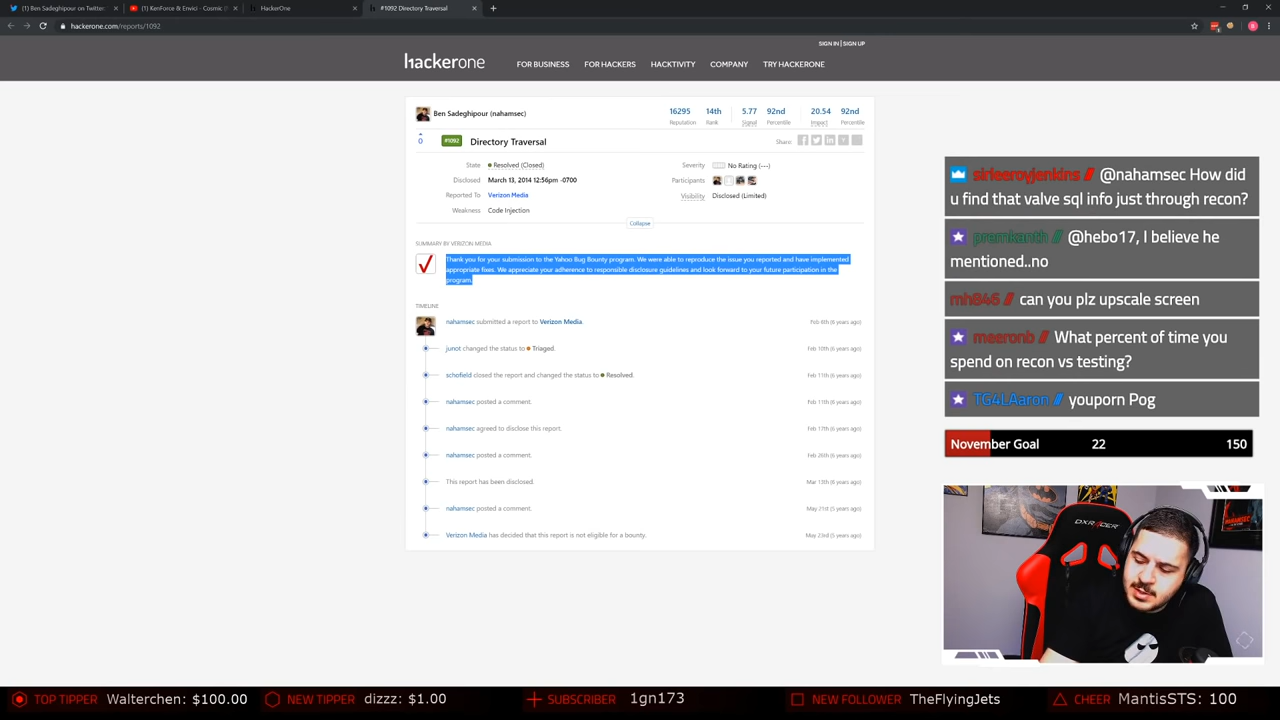 (1) Ben Sadeghipour on Twitter:
(1) KenForce & Envici - Cosmic (
HackerOne
#1092 Directory Traversal
hackerone.com/reports/1092
SIGN IN | SIGN UP
hackerone
FOR BUSINESS
FOR HACKERS
HACKTIVITY
COMPANY
TRY HACKERONE
Ben Sadeghipour (nahamsec)
16295
14th
5.77
92nd
20.54
92nd
Reputation
Rank
Signal
Percentile
Impact
Percentile
0
#1092
Directory Traversal
Share:
State
Resolved (Closed)
Severity
No Rating (---)
Disclosed
March 13, 2014 12:56pm -0700
Participants
Reported To
Verizon Media
Visibility
Disclosed (Limited)
Weakness
Code Injection
Collapse
SUMMARY BY VERIZON MEDIA
Thank you for your submission to the Yahoo Bug Bounty program. We were able to reproduce the issue you reported and have implemented
appropriate fixes. We appreciate your adherence to responsible disclosure guidelines and look forward to your future participation in the
program.
TIMELINE
nahamsec submitted a report to Verizon Media.
Feb 6th (6 years ago)
junot changed the status to Triaged.
Feb 10th (6 years ago)
schofield closed the report and changed the status to Resolved.
Feb 11th (6 years ago)
nahamsec posted a comment.
Feb 11th (6 years ago)
nahamsec agreed to disclose this report.
Feb 17th (6 years ago)
nahamsec posted a comment.
Feb 26th (6 years ago)
This report has been disclosed.
Mar 13th (6 years ago)
nahamsec posted a comment.
May 21st (5 years ago)
Verizon Media has decided that this report is not eligible for a bounty.
May 23rd (5 years ago)
sirleeroyjenkins // @nahamsec How did
u find that valve sql info just through recon?
premkanth // @hebo17, I believe he
mentioned..no
mh846 // can you plz upscale screen
meeronb // What percent of time you
spend on recon vs testing?
TG4LAaron // youporn Pog
November Goal
22
150
DXRACER
NAHAMSEC
TOP TIPPER
Walterchen: $100.00
NEW TIPPER
dizzz: $1.00
SUBSCRIBER
1gn173
NEW FOLLOWER
TheFlyingJets
CHEER
MantisSTS: 100